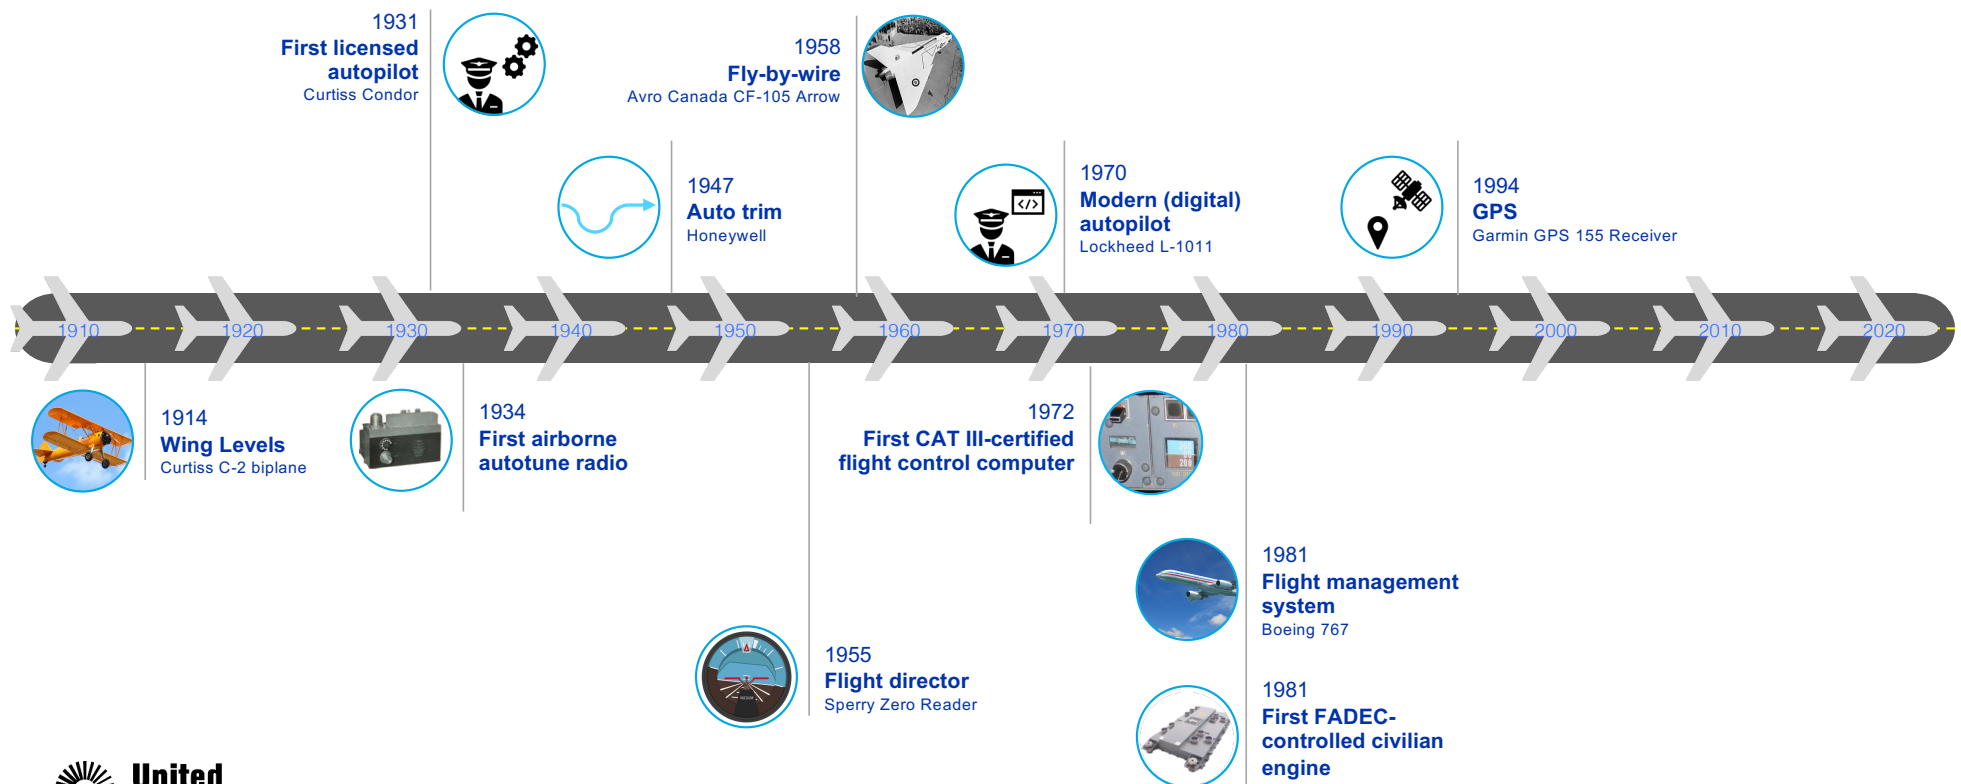 1931
First licensed
autopilot
Curtiss Condor
1958
Fly-by-wire
Avro Canada CF-105 Arrow
1947
Auto trim
Honeywell
1970
Modern (digital)
autopilot
Lockheed L-1011
1994
GPS
Garmin GPS 155 Receiver
1910 1920 1930 1940 1950 1960 1970 1980 1990 2000 2010 2020
1914
Wing Levels
Curtiss C-2 biplane
1934
First airborne
autotune radio
1972
First CAT III-certified
flight control computer
1981
Flight management
system
Boeing 767
1955
Flight director
Sperry Zero Reader
1981
First FADEC-
controlled civilian
engine
United